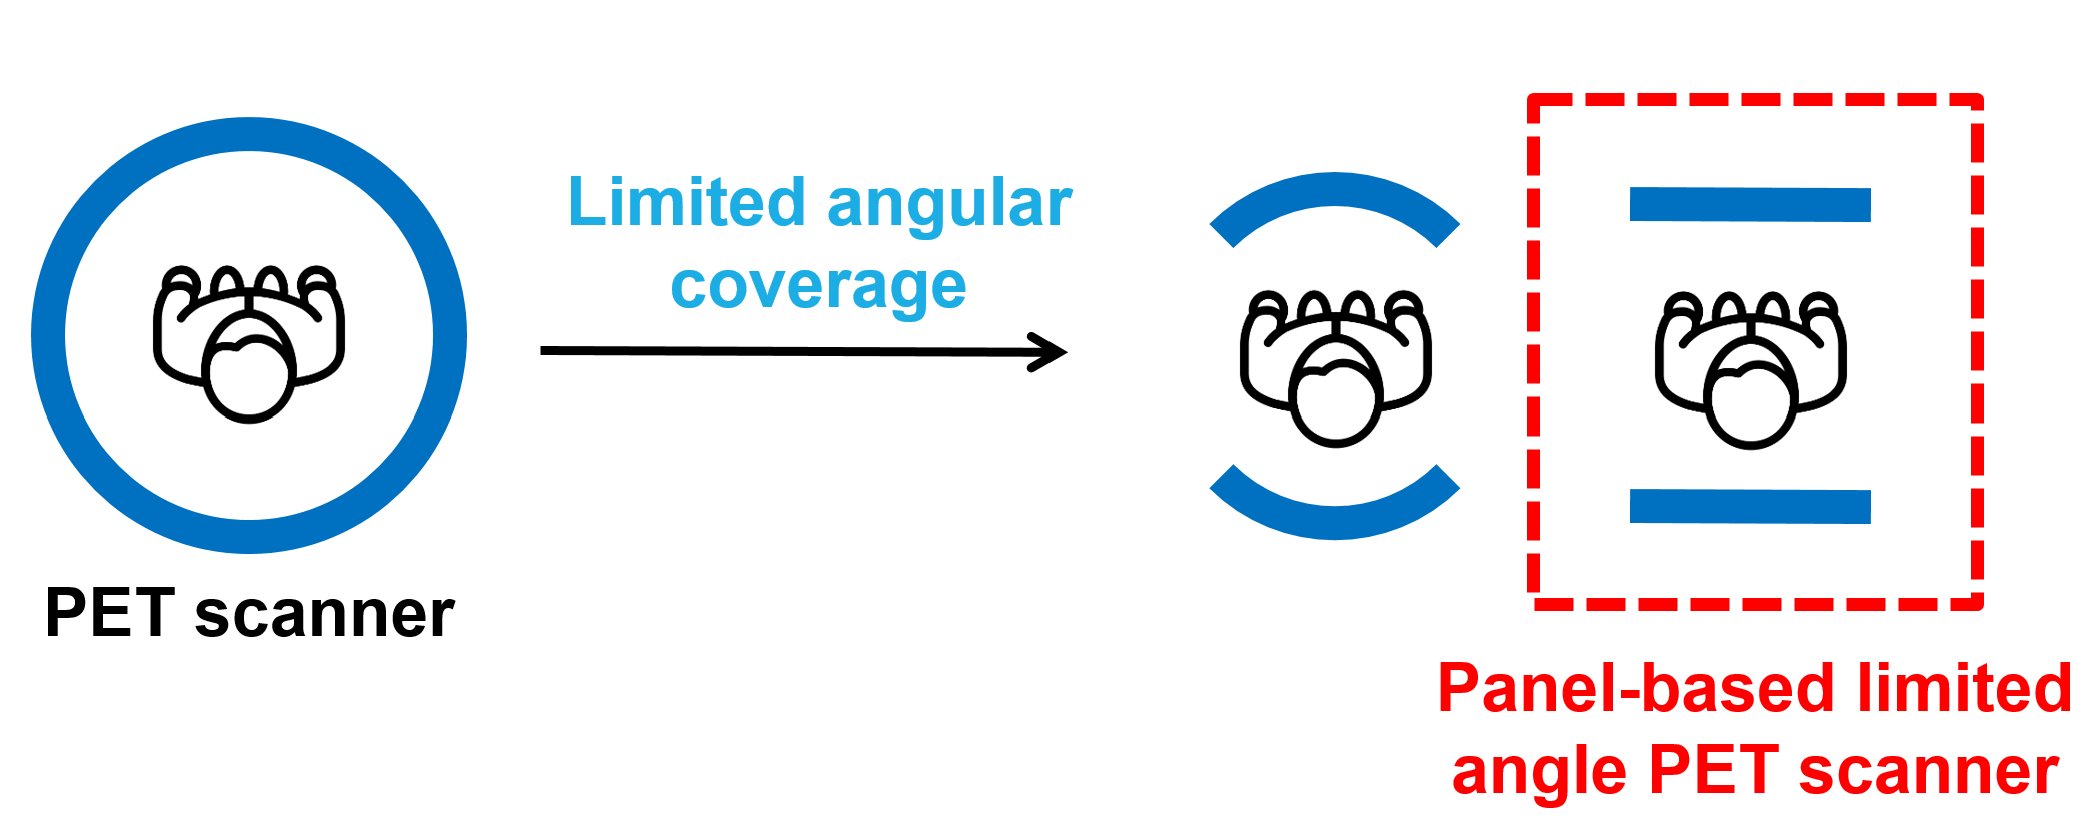 Limited angular
coverage
PET scanner
Panel-based limited
angle PET scanner